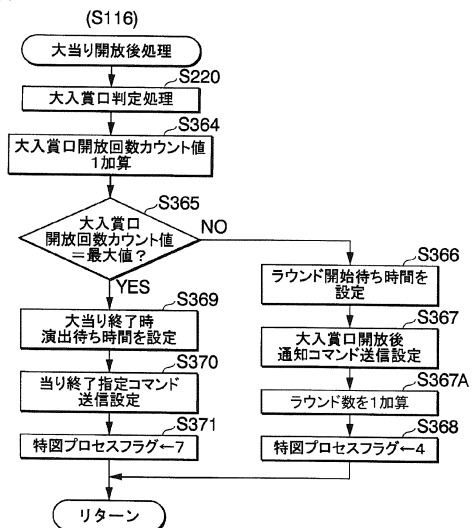 (S116)
大当り開放後処理
S220
大入賞口判定処理
S364
大入賞口開放回数カウント値
1加算
S365
大入賞口
開放回数カウント値
=最大値?
NO
YES
S369
大当り終了時
演出待ち時間を設定
S370
当り終了指定コマンド
送信設定
S371
特図プロセスフラグ←7
S366
ラウンド開始待ち時間を
設定
S367
大入賞口開放後
通知コマンド送信設定
S367A
ラウンド数を1加算
S368
特図プロセスフラグ←4
リターン